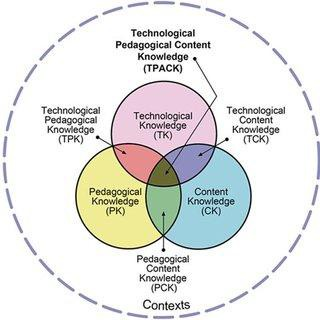 Technological
Pedagogical Content
Knowledge
(TPACK)
Technological
Pedagogical
Knowledge
(TPK)
Technological
Knowledge
(TK)
Technological
Content
Knowledge
(TCK)
Pedagogical
Knowledge
(PK)
Content
Knowledge
(CK)
Pedagogical
Content
Knowledge
(PCK)
Contexts